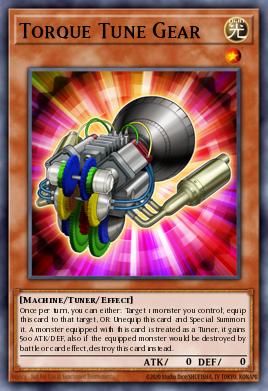 Torque Tune Gear
光
[Machine/Tuner/Effect]
Once per turn, you can either: Target 1 monster you control; equip
this card to that target, OR: Unequip this card and Special Summon
it. A monster equipped with this card is treated as a Tuner, it gains
500 ATK/DEF, also if the equipped monster would be destroyed by
battle or card effect, destroy this card instead.
ATK/ 0 DEF/ 0
©2020 Studio Dice/SHUEISHA, TV TOKYO, KONAMI